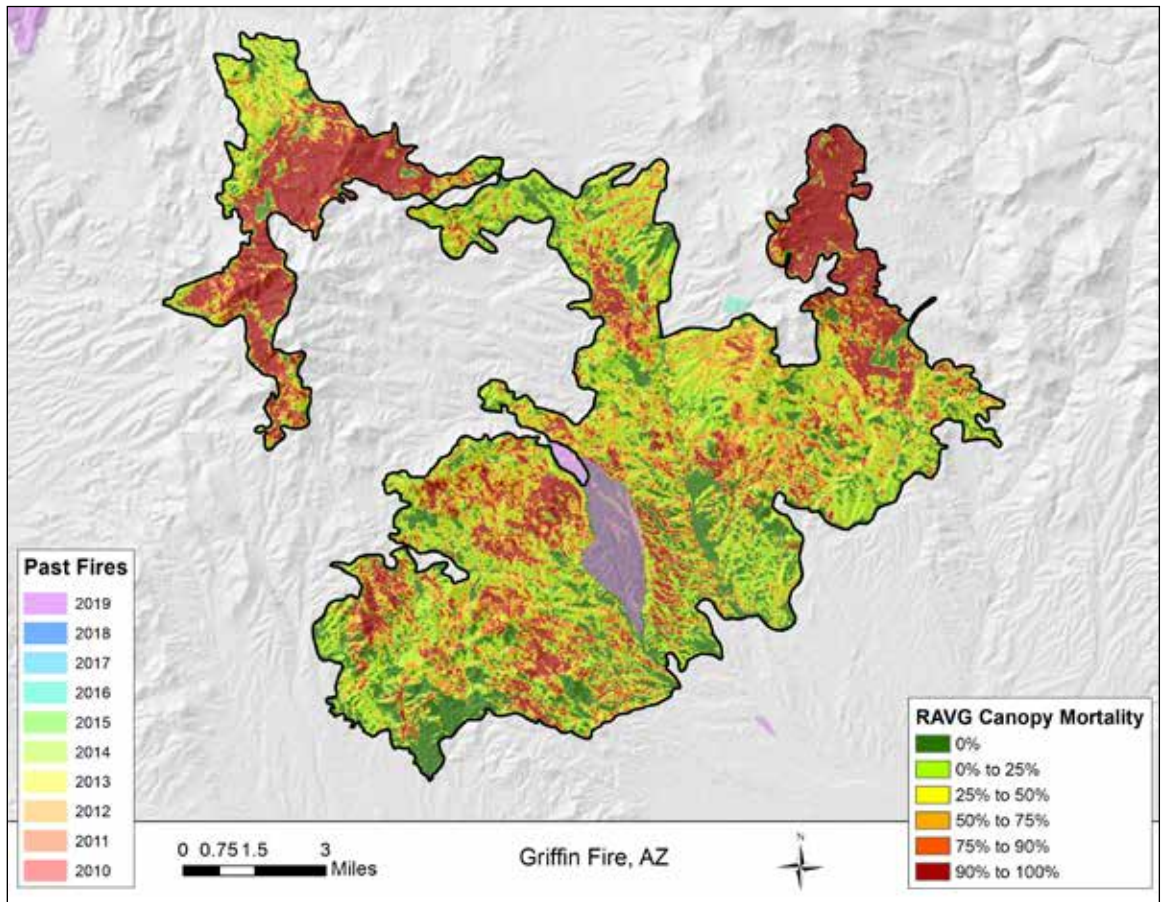 Past Fires
2019
2018
2017
2016
2015
2014
2013
2012
2011
2010
RAVG Canopy Mortality
0%
0% to 25%
25% to 50%
50% to 75%
75% to 90%
90% to 100%
0 0.75 1.5 3
Miles
Griffin Fire, AZ
N